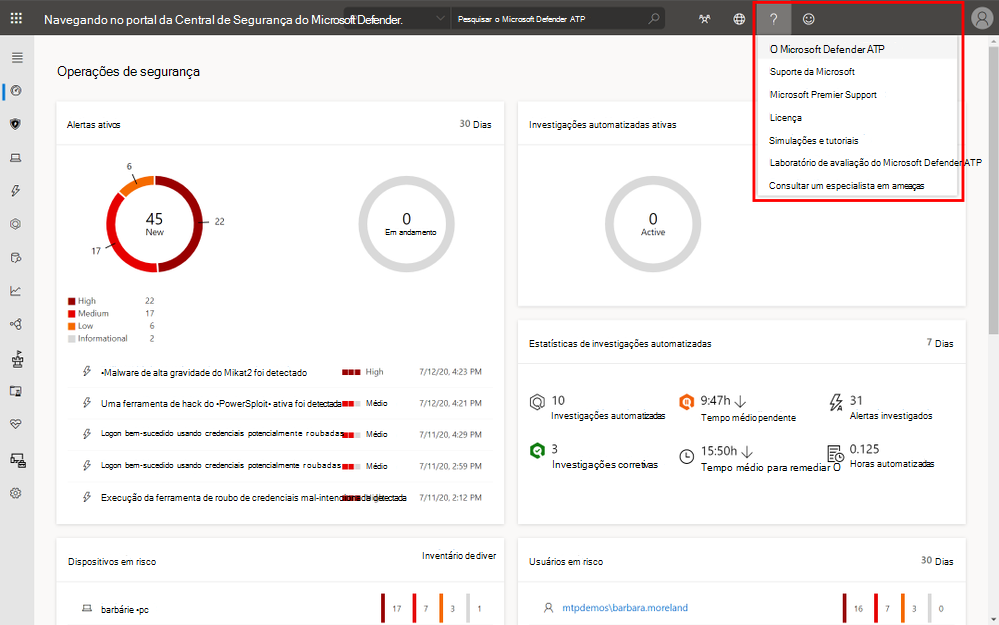 Navegando no portal da Central de Segurança do Microsoft Defender.
Pesquisar o Microsoft Defender ATP
?
O Microsoft Defender ATP
Suporte da Microsoft
Microsoft Premier Support
Licença
Simulações e tutoriais
Laboratório de avaliação do Microsoft Defender ATP
Consultar um especialista em ameaças
Operações de segurança
Alertas ativos
30 Dias
6
45
New
22
17
0
Em andamento
High 22
Medium 17
Low 6
Informational 2
•Malware de alta gravidade do Mikat2 foi detectado High 7/12/20, 4:23 PM
Uma ferramenta de hack do •PowerSploit• ativa foi detectada Médio 7/12/20, 4:21 PM
Logon bem-sucedido usando credenciais potencialmente roubadas Médio 7/11/20, 4:29 PM
Logon bem-sucedido usando credenciais potencialmente roubadas Médio 7/11/20, 2:59 PM
Execução da ferramenta de roubo de credenciais detectada 7/11/20, 2:12 PM
Investigações automatizadas ativas
0
Active
Estatísticas de investigações automatizadas
7 Dias
10
Investigações automatizadas
9:47h
Tempo médio pendente
31
Alertas investigados
3
Investigações corretivas
15:50h
Tempo médio para remediar O
0.125
Horas automatizadas
Dispositivos em risco
Inventário de diver
barbárie •pc
17 7 3 1
Usuários em risco
30 Dias
mtpdemos\barbara.moreland
16 7 3 0